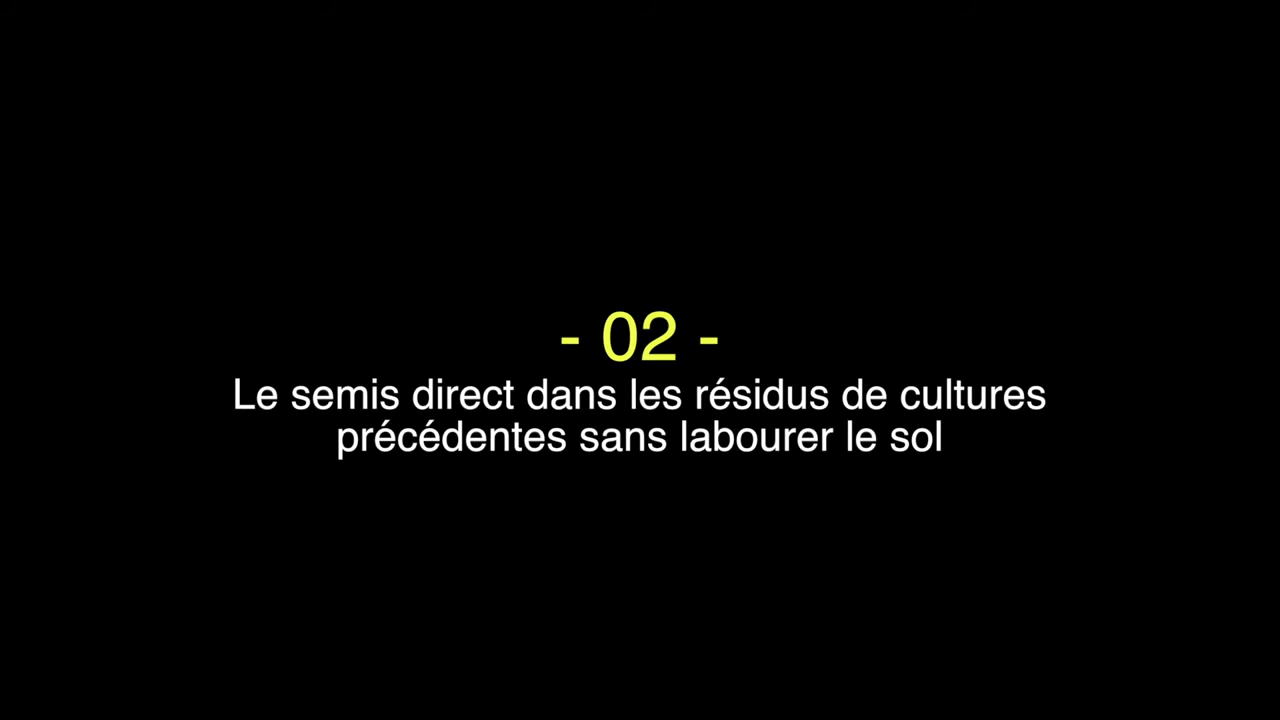 - 02 -
Le semis direct dans les résidus de cultures
précédentes sans labourer le sol